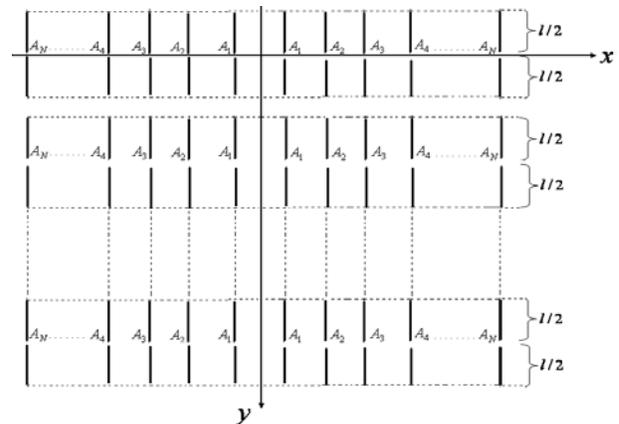 l/2
A_N ........ A_4 A_3 A_2 A_1 A_1 A_2 A_3 A_4 ........ A_N
x
l/2
l/2
A_N ........ A_4 A_3 A_2 A_1 A_1 A_2 A_3 A_4 ........ A_N
l/2
l/2
A_N ........ A_4 A_3 A_2 A_1 A_1 A_2 A_3 A_4 ........ A_N
l/2
y